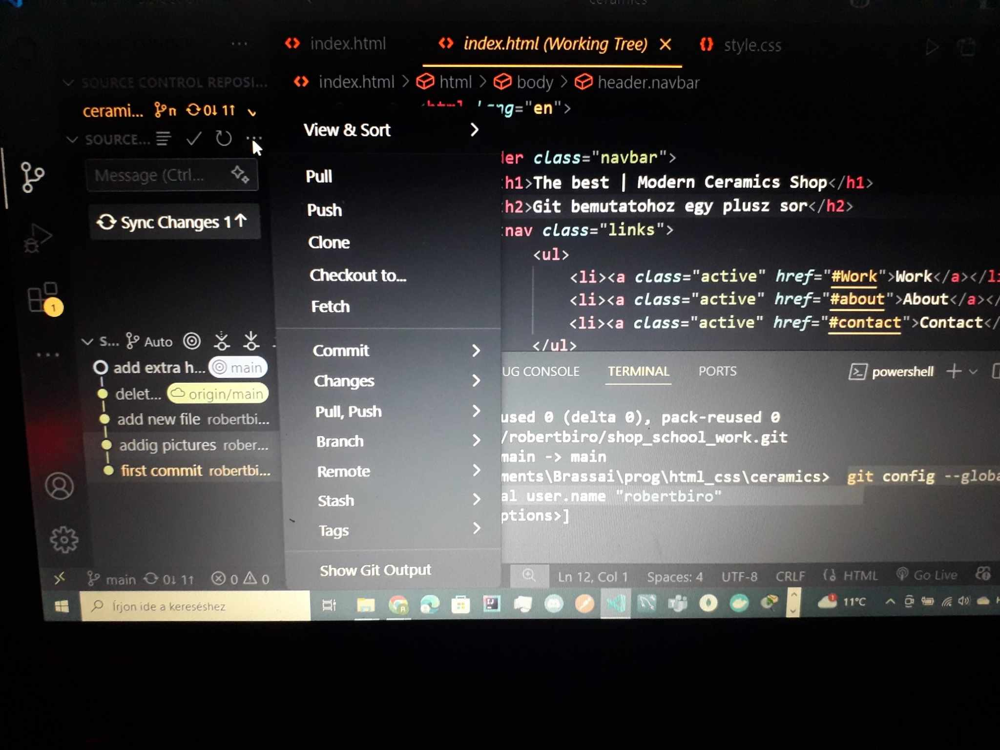 ceramics
index.html
index.html (Working Tree)
style.css
SOURCE CONTROL REPOSI...
index.html > html > body > header.navbar
cerami... 0↓ 1↑
lang="en">
SOURCE...
View & Sort
Message (Ctrl...
Sync Changes 1↑
Pull
Push
Clone
Checkout to...
Fetch
Commit
Changes
Pull, Push
Branch
Remote
Stash
Tags
Show Git Output
der class="navbar">
h1>The best | Modern Ceramics Shop</h1>
h2>Git bemutatohoz egy plusz sor</h2>
nav class="links">
<ul>
<li><a class="active" href="#Work">Work</a></li
<li><a class="active" href="#about">About</a></
<li><a class="active" href="#contact">Contact</
</ul>
1
S... Auto
add extra h... main
delet... origin/main
add new file robertbi...
addig pictures rober...
first commit robertbi...
UG CONSOLE TERMINAL PORTS powershell
used 0 (delta 0), pack-reused 0
/robertbiro/shop_school_work.git
main -> main
ments\Brassai\prog\html_css\ceramics> git config --globa
al user.name "robertbiro"
ptions>]
main 0↓ 1↑ 0 0 Ln 12, Col 1 Spaces: 4 UTF-8 CRLF HTML Go Live
Írjon ide a kereséshez 11°C